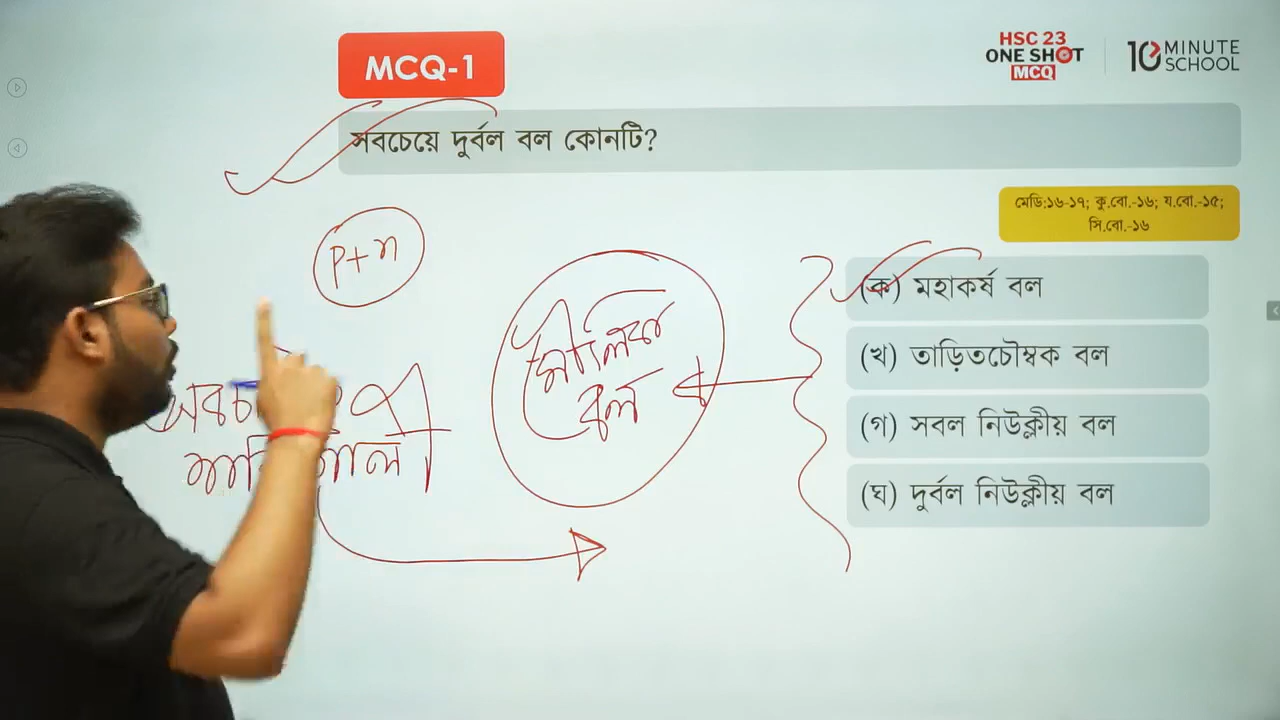 MCQ-1
HSC 23
ONE SHOT
MCQ
10 MINUTE
SCHOOL
সবচেয়ে দুর্বল বল কোনটি?
মেডি:১৬-১৭; কু.বো.-১৬; য.বো.-১৫;
সি.বো.-১৬
p+n
(ক) মহাকর্ষ বল
(খ) তাড়িতচৌম্বক বল
(গ) সবল নিউক্লীয় বল
(ঘ) দুর্বল নিউক্লীয় বল
মৌলিক
বল